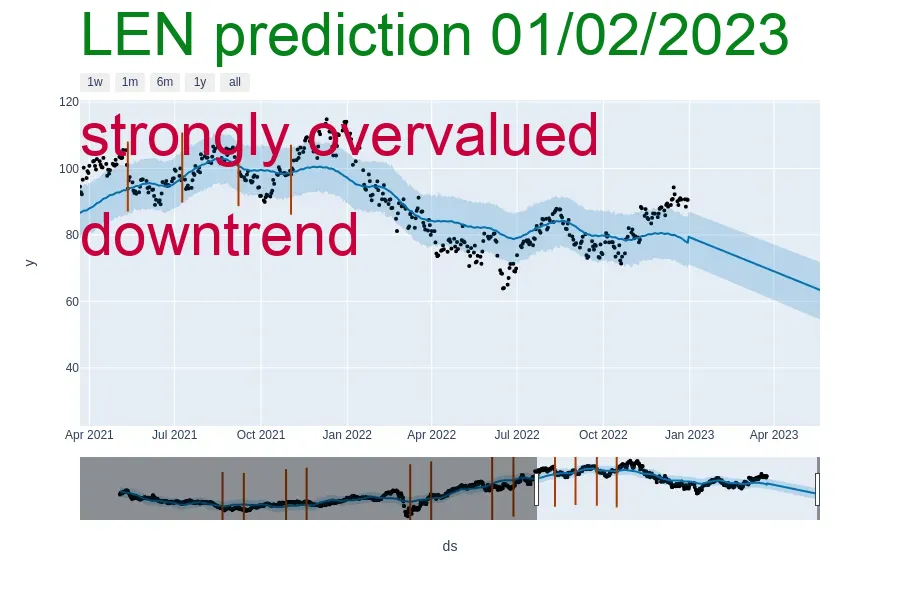 LEN prediction 01/02/2023
1w 1m 6m 1y all
120
strongly overvalued
100
downtrend
80
y
60
40
Apr 2021 Jul 2021 Oct 2021 Jan 2022 Apr 2022 Jul 2022 Oct 2022 Jan 2023 Apr 2023
ds